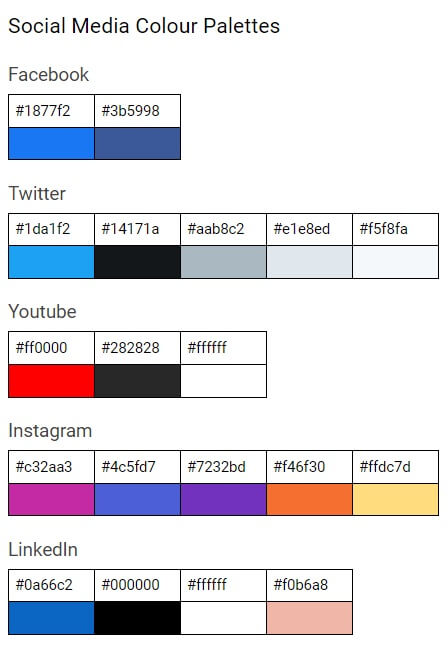 Social Media Colour Palettes
Facebook
#1877f2 #3b5998
Twitter
#1da1f2 #14171a #aab8c2 #e1e8ed #f5f8fa
Youtube
#ff0000 #282828 #ffffff
Instagram
#c32aa3 #4c5fd7 #7232bd #f46f30 #ffdc7d
LinkedIn
#0a66c2 #000000 #ffffff #f0b6a8